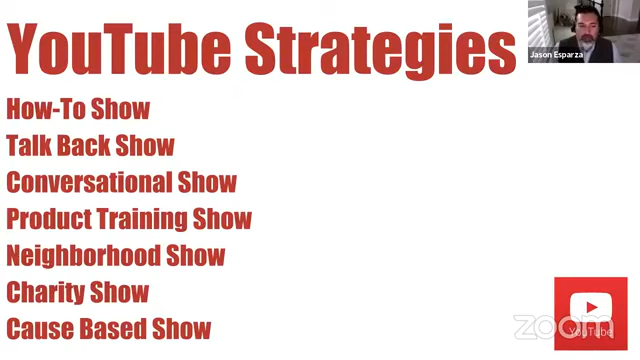 YouTube Strategies
Jason Esparza
How-To Show
Talk Back Show
Conversational Show
Product Training Show
Neighborhood Show
Charity Show
Cause Based Show
zoom
YouTube